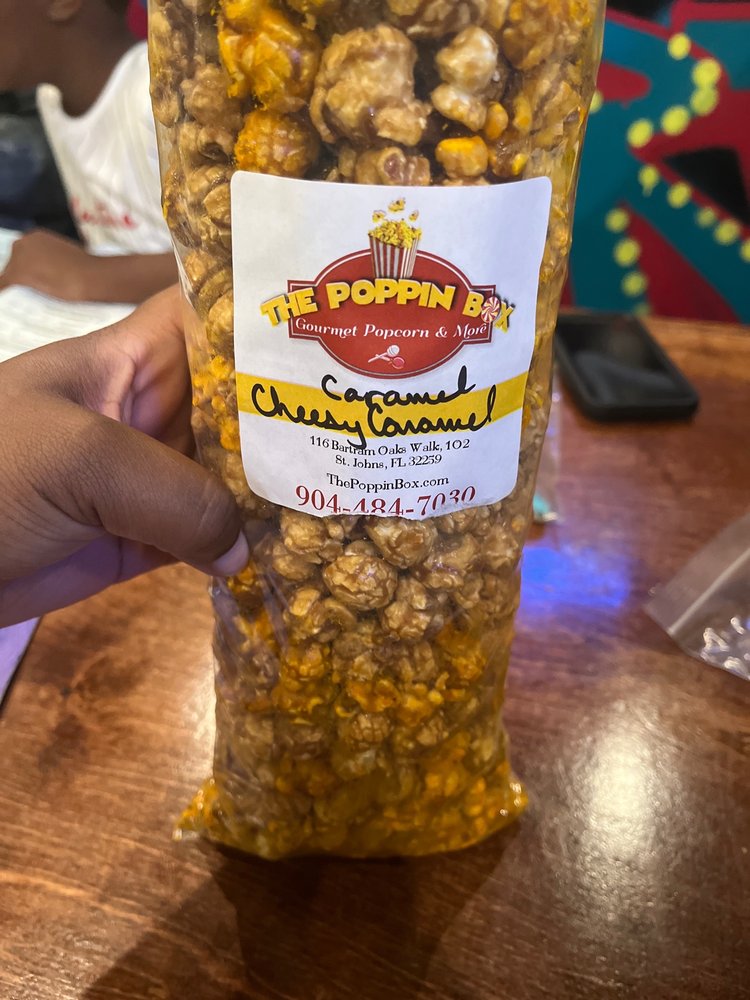 THE POPPIN BOX
Gourmet Popcorn & More
Caramel
Cheesy Caramel
116 Bartram Oaks Walk, 102
St. Johns, FL 32259
ThePoppinBox.com
904-484-7030